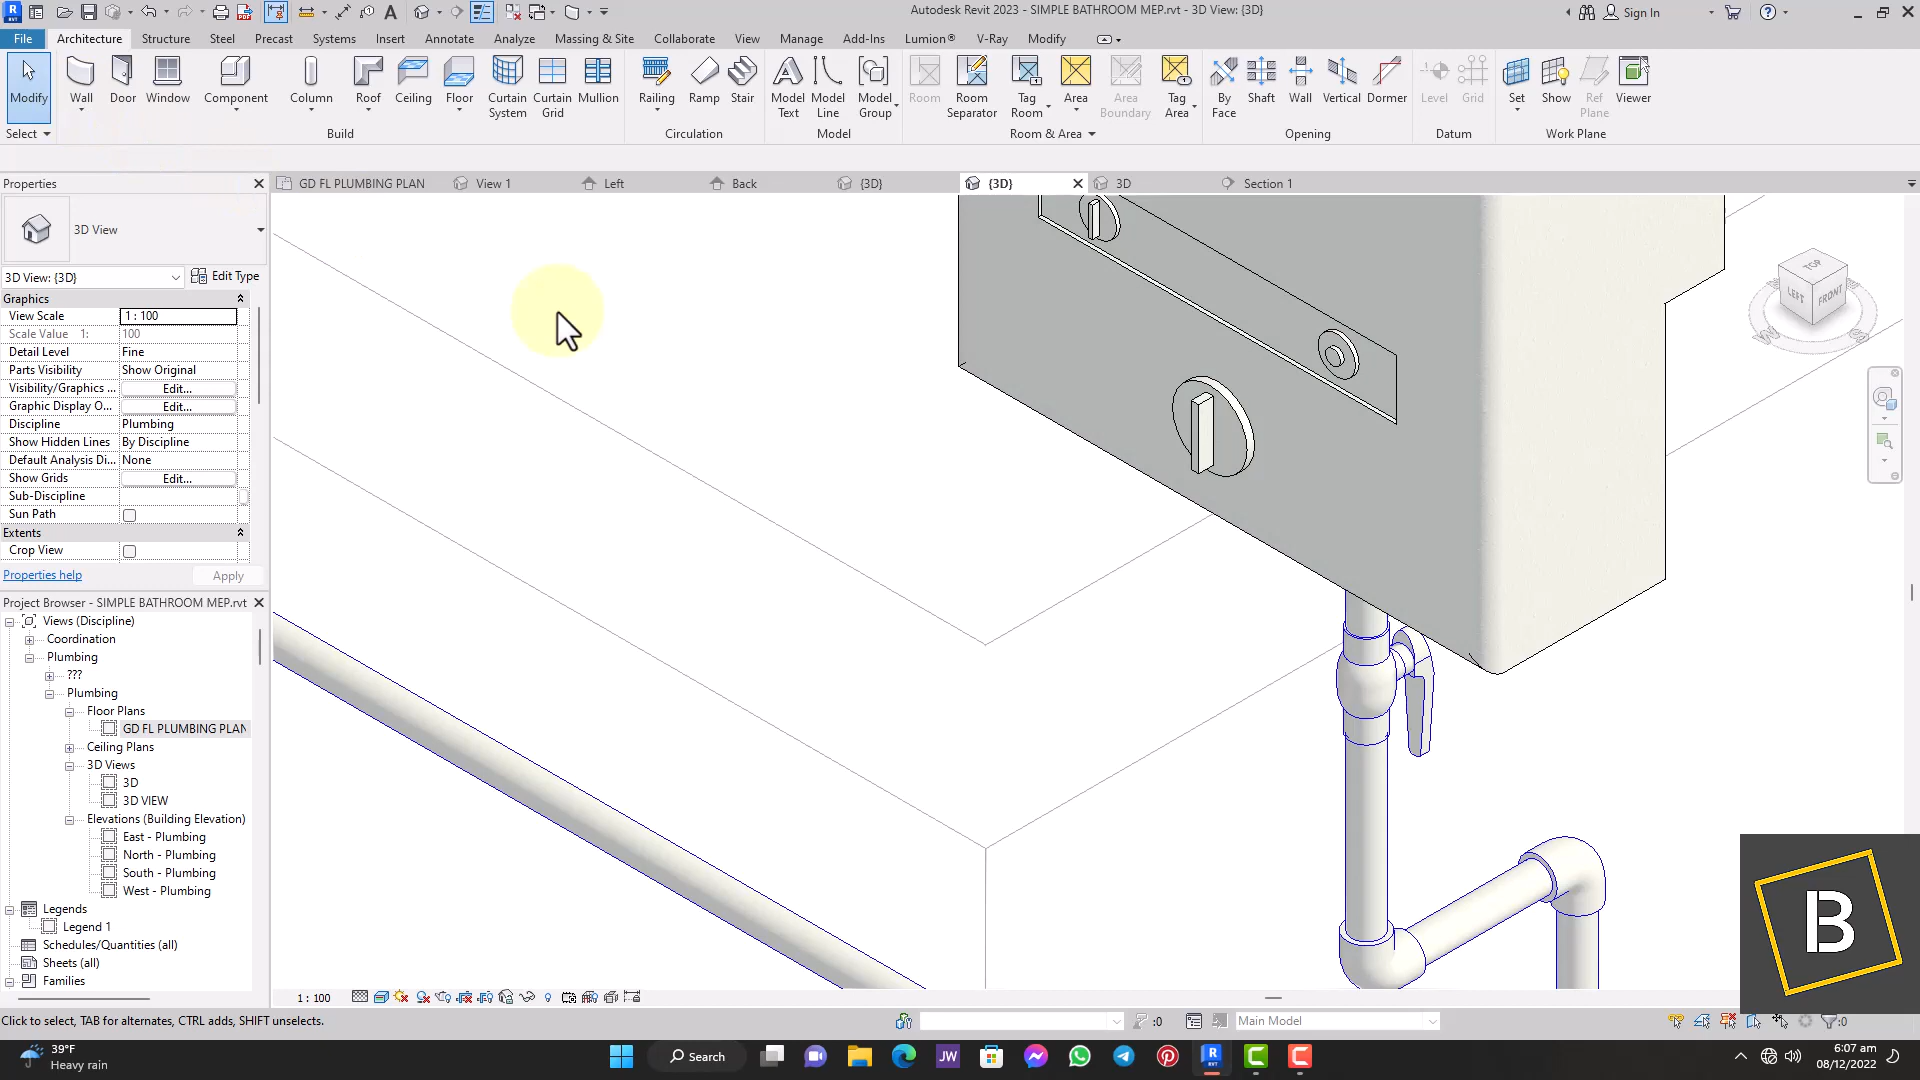 Autodesk Revit 2023 - SIMPLE BATHROOM MEP.rvt - 3D View: {3D}
Sign In
File Architecture Structure Steel Precast Systems Insert Annotate Analyze Massing & Site Collaborate View Manage Add-Ins Lumion® V-Ray Modify
Modify Wall Door Window Component Column Roof Ceiling Floor Curtain System Curtain Grid Mullion Railing Ramp Stair Model Text Model Line Model Group Room Room Separator Tag Room Area Area Boundary Tag Area By Face Shaft Wall Vertical Dormer Level Grid Set Show Ref Plane Viewer
Select Build Circulation Model Room & Area Opening Datum Work Plane
Properties
GD FL PLUMBING PLAN View 1 Left Back {3D} {3D} 3D Section 1
3D View
3D View: {3D} Edit Type
Graphics
View Scale 1 : 100
Scale Value 1: 100
Detail Level Fine
Parts Visibility Show Original
Visibility/Graphics ... Edit...
Graphic Display O... Edit...
Discipline Plumbing
Show Hidden Lines By Discipline
Default Analysis Di... None
Show Grids Edit...
Sub-Discipline
Sun Path
Extents
Crop View
Properties help Apply
Project Browser - SIMPLE BATHROOM MEP.rvt
Views (Discipline)
Coordination
Plumbing
???
Plumbing
Floor Plans
GD FL PLUMBING PLAN
Ceiling Plans
3D Views
3D
3D VIEW
Elevations (Building Elevation)
East - Plumbing
North - Plumbing
South - Plumbing
West - Plumbing
Legends
Legend 1
Schedules/Quantities (all)
Sheets (all)
Families
TOP
LEFT FRONT
W S
B
1 : 100
Click to select, TAB for alternates, CTRL adds, SHIFT unselects.
:0
Main Model
:0
39°F
Heavy rain
Search
JW
R
RVT
6:07 am
08/12/2022